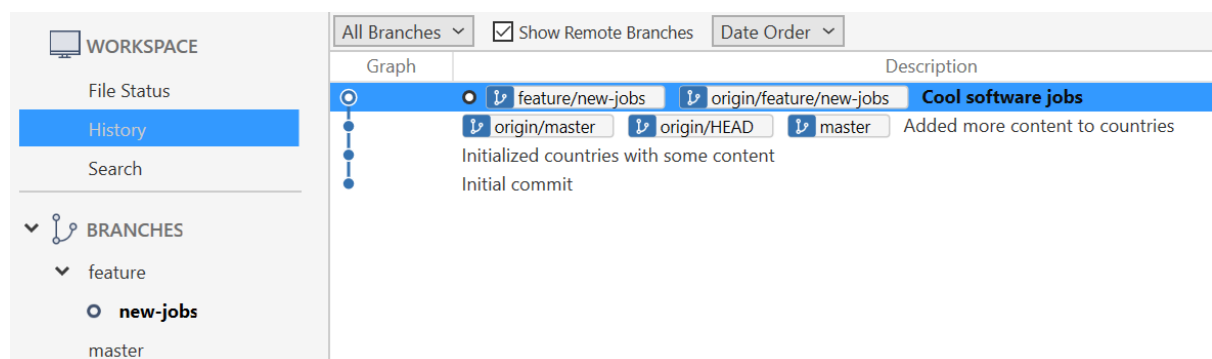 WORKSPACE
File Status
History
Search
BRANCHES
feature
new-jobs
master
All Branches Show Remote Branches Date Order
Graph Description
feature/new-jobs origin/feature/new-jobs Cool software jobs
origin/master origin/HEAD master Added more content to countries
Initialized countries with some content
Initial commit